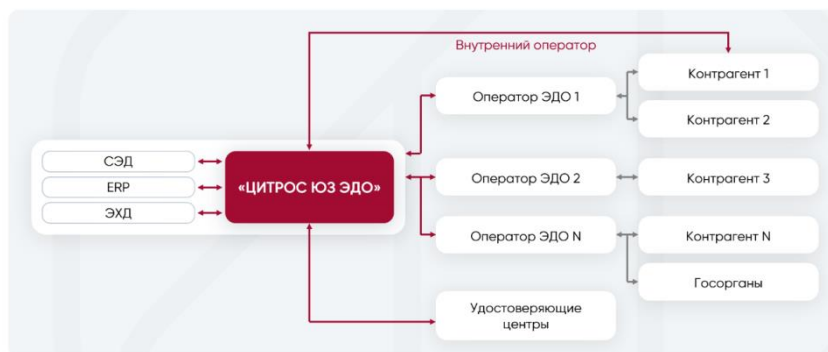 Внутренний оператор
Контрагент 1
Оператор ЭДО 1
Контрагент 2
СЭД
ERP
ЭХД
«ЦИТРОС ЮЗ ЭДО»
Оператор ЭДО 2
Контрагент 3
Оператор ЭДО N
Контрагент N
Госорганы
Удостоверяющие
центры